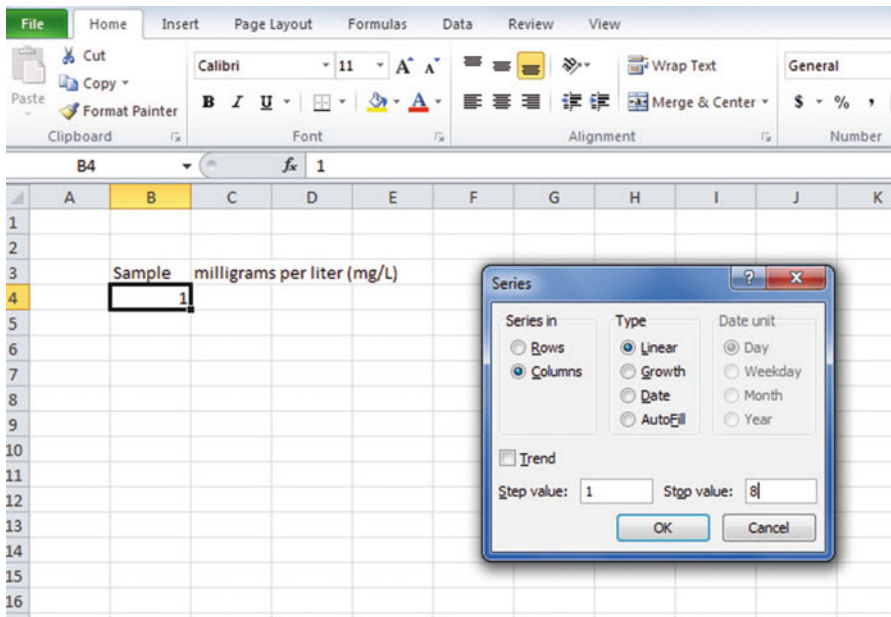 File Home Insert Page Layout Formulas Data Review View
Cut
Copy
Paste
Format Painter
Clipboard
Calibri 11 A A
B I U A
Font
Wrap Text
Merge & Center
Alignment
General
$ % ,
Number
B4 fx 1
A B C D E F G H I J K
1
2
3 Sample milligrams per liter (mg/L)
4 1
5
6
7
8
9
10
11
12
13
14
15
16
Series ?
Series in
Rows
Columns
Type
Linear
Growth
Date
AutoFill
Date unit
Day
Weekday
Month
Year
Trend
Step value: 1 Stop value: 8
OK Cancel